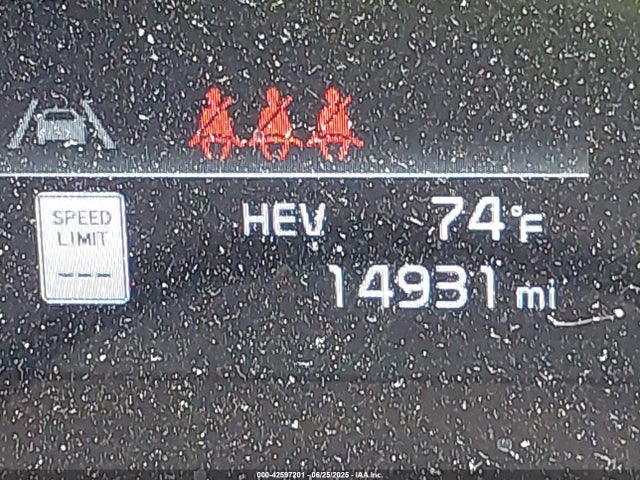 SPEED
LIMIT
---
HEV 74°F
14931 mi
000-42597201 - 06/25/2025 - IAA Inc.